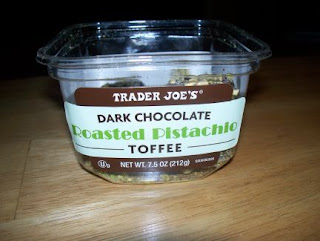 TRADER JOE'S®
DARK CHOCOLATE
Roasted Pistachio
TOFFEE
NET WT. 7.5 OZ (212g)